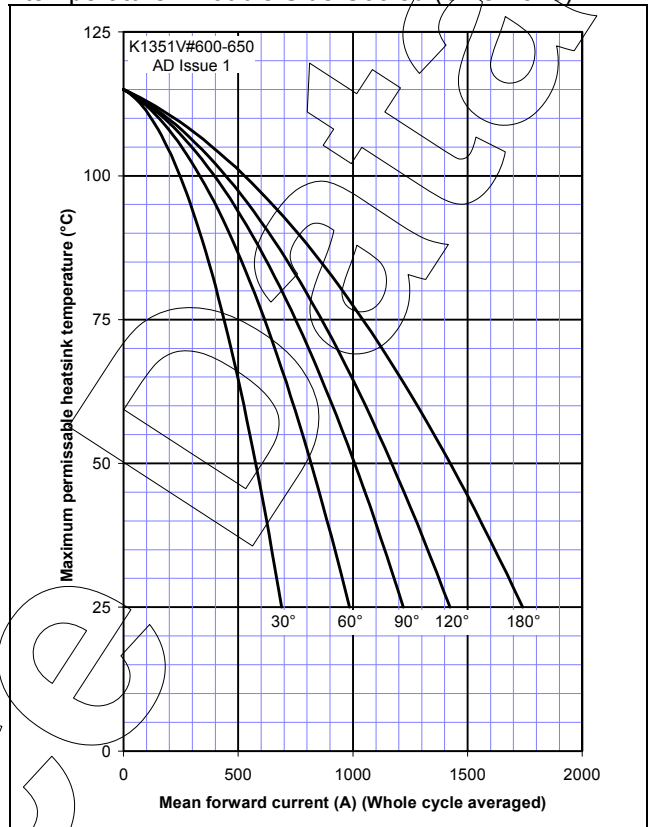 125
K1351V#600-650
AD Issue 1
100
75
50
25
0
Maximum permissable heatsink temperature (°C)
30° 60° 90° 120° 180°
0 500 1000 1500 2000
Mean forward current (A) (Whole cycle averaged)